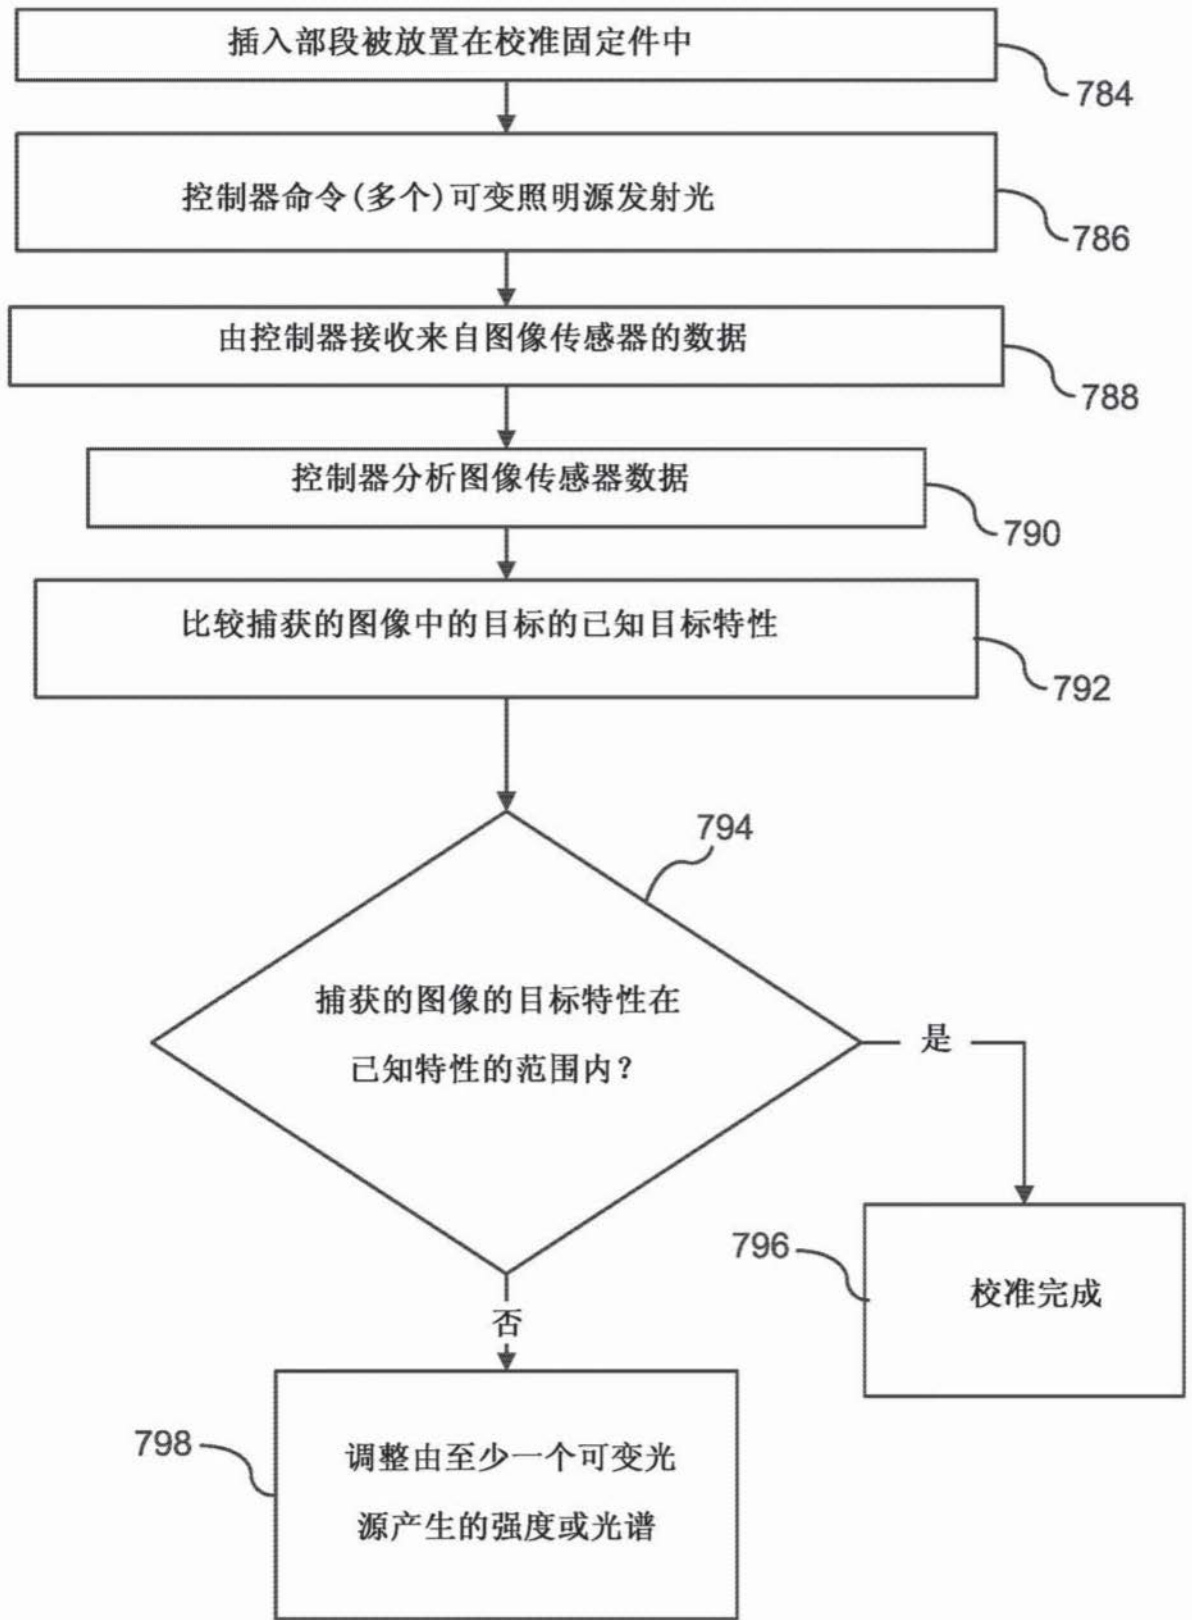 插入部段被放置在校准固定件中
784
控制器命令(多个)可变照明源发射光
786
由控制器接收来自图像传感器的数据
788
控制器分析图像传感器数据
790
比较捕获的图像中的目标的已知目标特性
792
794
捕获的图像的目标特性在
已知特性的范围内？
是
796
校准完成
否
798
调整由至少一个可变光
源产生的强度或光谱